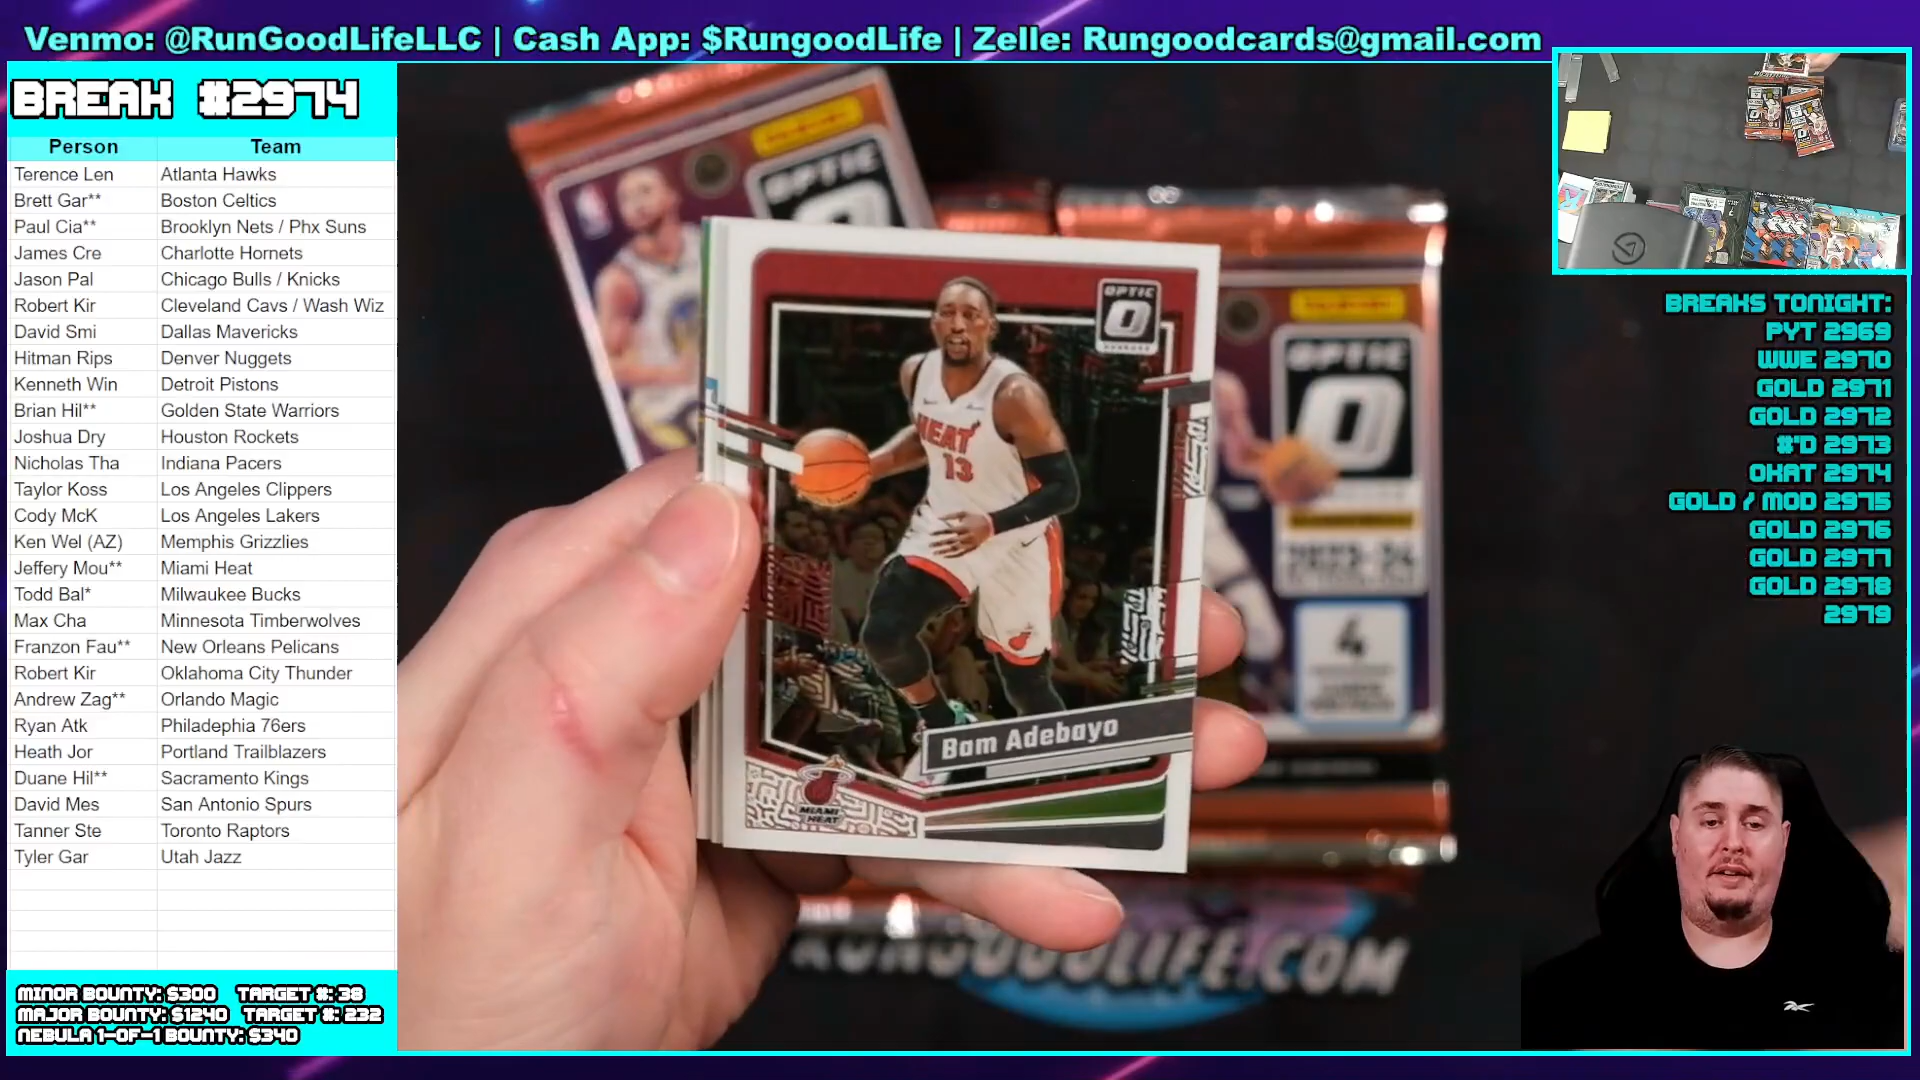 Venmo: @RunGoodLifeLLC | Cash App: $RungoodLife | Zelle: Rungoodcards@gmail.com
BREAK #2974
Person Team
Terence Len Atlanta Hawks
Brett Gar** Boston Celtics
Paul Cia** Brooklyn Nets / Phx Suns
James Cre Charlotte Hornets
Jason Pal Chicago Bulls / Knicks
Robert Kir Cleveland Cavs / Wash Wiz
David Smi Dallas Mavericks
Hitman Rips Denver Nuggets
Kenneth Win Detroit Pistons
Brian Hil** Golden State Warriors
Joshua Dry Houston Rockets
Nicholas Tha Indiana Pacers
Taylor Koss Los Angeles Clippers
Cody McK Los Angeles Lakers
Ken Wel (AZ) Memphis Grizzlies
Jeffery Mou** Miami Heat
Todd Bal* Milwaukee Bucks
Max Cha Minnesota Timberwolves
Franzon Fau** New Orleans Pelicans
Robert Kir Oklahoma City Thunder
Andrew Zag** Orlando Magic
Ryan Atk Philadephia 76ers
Heath Jor Portland Trailblazers
Duane Hil** Sacramento Kings
David Mes San Antonio Spurs
Tanner Ste Toronto Raptors
Tyler Gar Utah Jazz
MINOR BOUNTY: $300 TARGET #: 38
MAJOR BOUNTY: $1240 TARGET #: 232
NEBULA 1-OF-1 BOUNTY: $340
OPTIC
OPTIC
HEAT
13
Bam Adebayo
MIAMI
HEAT
OPTIC
2023-24
4
RUNGOODLIFE.COM
BREAKS TONIGHT:
PYT 2969
WWE 2970
GOLD 2971
GOLD 2972
#'D 2973
OKAT 2974
GOLD / MOD 2975
GOLD 2976
GOLD 2977
GOLD 2978
2979